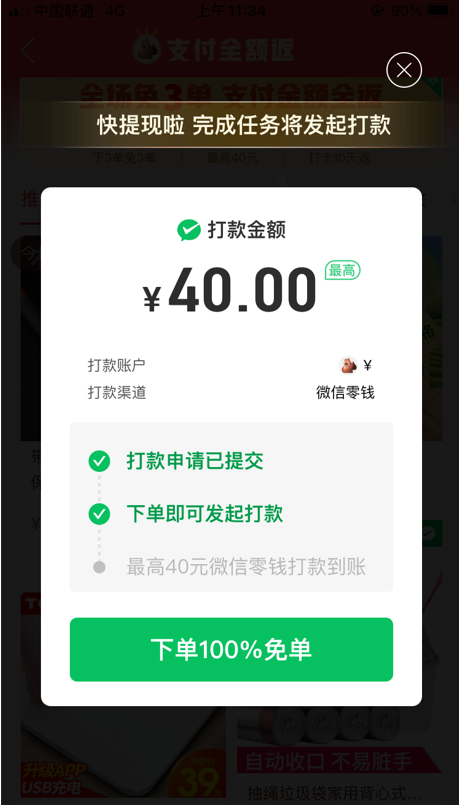 中国联通 4G
上午11:34
90%
支付全额返
全场免3单 支付全额返
快提现啦 完成任务将发起打款
下3单免3单
最高40元
打卡10天返
推
今
打款金额
¥40.00
最高
打款账户
¥
打款渠道
微信零钱
打款申请已提交
下单即可发起打款
最高40元微信零钱打款到账
下单100%免单
升级APP
USB充电
39
自动收口 不易脏手
抽绳垃圾袋家用背心式…